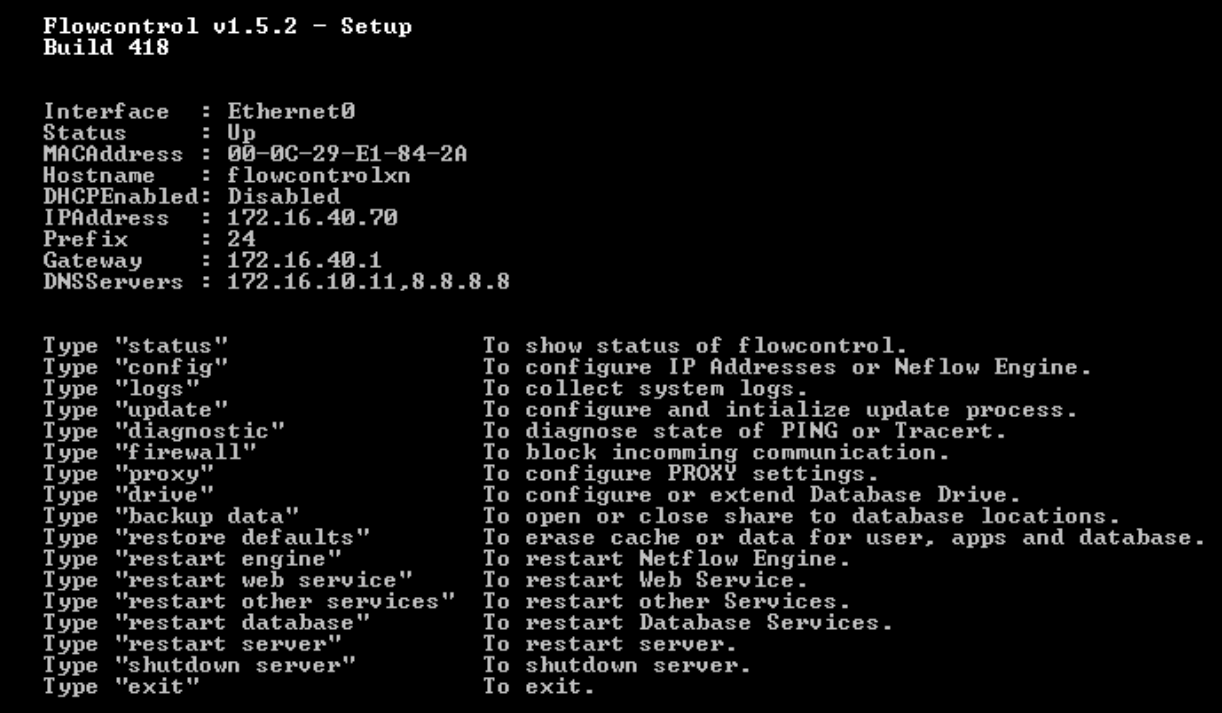 Flowcontrol v1.5.2 - Setup
Build 418
Interface : Ethernet0
Status : Up
MACAddress : 00-0C-29-E1-84-2A
Hostname : flowcontrolxn
DHCPEnabled: Disabled
IPAddress : 172.16.40.70
Prefix : 24
Gateway : 172.16.40.1
DNSServers : 172.16.10.11,8.8.8.8
Type "status" To show status of flowcontrol.
Type "config" To configure IP Addresses or Neflow Engine.
Type "logs" To collect system logs.
Type "update" To configure and intialize update process.
Type "diagnostic" To diagnose state of PING or Tracert.
Type "firewall" To block incomming communication.
Type "proxy" To configure PROXY settings.
Type "drive" To configure or extend Database Drive.
Type "backup data" To open or close share to database locations.
Type "restore defaults" To erase cache or data for user, apps and database.
Type "restart engine" To restart Netflow Engine.
Type "restart web service" To restart Web Service.
Type "restart other services" To restart other Services.
Type "restart database" To restart Database Services.
Type "restart server" To restart server.
Type "shutdown server" To shutdown server.
Type "exit" To exit.